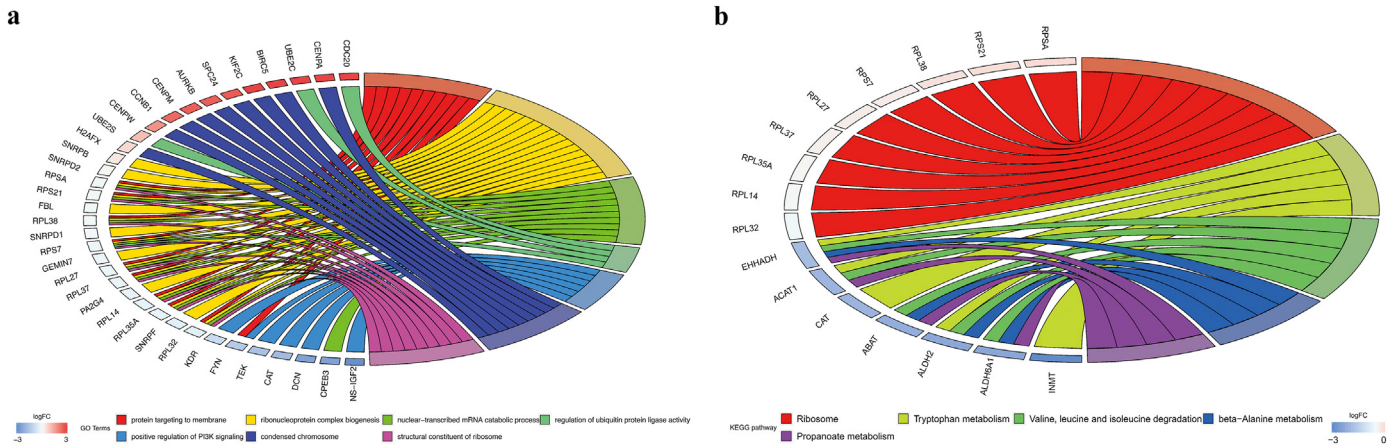 a
CDC20
CENPA
UBE2C
BIRC5
KIF2C
SPC24
AURKB
CENPM
CCNB1
CENPW
UBE2S
H2AFX
SNRPB
SNRPD2
RPSA
RPS21
FBL
RPL38
SNRPD1
RPS7
GEMIN7
RPL27
RPL37
PA2G4
RPL14
RPL35A
SNRPF
RPL32
KDR
FYN
TEK
CAT
DCN
CPEB3
NS-IGF2
logFC
-3 3
GO Terms
protein targeting to membrane ribonucleoprotein complex biogenesis nuclear-transcribed mRNA catabolic process regulation of ubiquitin protein ligase activity
positive regulation of PI3K signaling condensed chromosome structural constituent of ribosome
b
RPSA
RPS21
RPL38
RPS7
RPL27
RPL37
RPL35A
RPL14
RPL32
EHHADH
ACAT1
CAT
ABAT
ALDH2
ALDH6A1
INMT
KEGG pathway
Ribosome Tryptophan metabolism Valine, leucine and isoleucine degradation beta-Alanine metabolism
Propanoate metabolism
logFC
-3 0